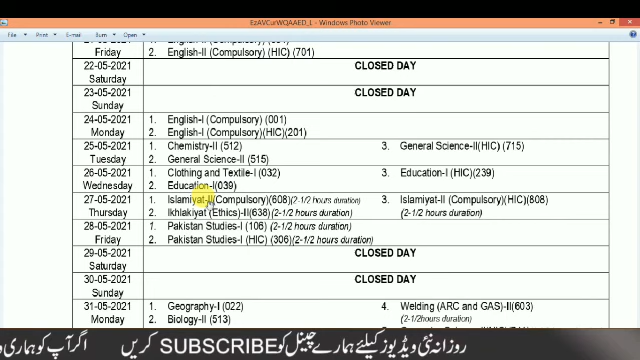 EzAVCurWQAAED_L - Windows Photo Viewer
File Print E-mail Burn Open
Friday 2. English-II (Compulsory) (HIC) (701)
22-05-2021 CLOSED DAY
Saturday
23-05-2021 CLOSED DAY
Sunday
24-05-2021 1. English-I (Compulsory) (001)
Monday 2. English-I (Compulsory)(HIC)(201)
25-05-2021 1. Chemistry-II (512) 3. General Science-II(HIC) (715)
Tuesday 2. General Science-II (515)
26-05-2021 1. Clothing and Textile-I (032) 3. Education-I (HIC)(239)
Wednesday 2. Education-I(039)
27-05-2021 1. Islamiyat-II(Compulsory)(608)(2-1/2 hours duration) 3. Islamiyat-II (Compulsory)(HIC)(808)
Thursday 2. Ikhlakiyat (Ethics)-II(638)(2-1/2 hours duration) (2-1/2 hours duration)
28-05-2021 1. Pakistan Studies-I (106)(2-1/2 hours duration)
Friday 2. Pakistan Studies-I (HIC) (306)(2-1/2 hours duration)
29-05-2021 CLOSED DAY
Saturday
30-05-2021 CLOSED DAY
Sunday
31-05-2021 1. Geography-I (022) 4. Welding (ARC and GAS)-II(603)
Monday 2. Biology-II (513) (2-1/2hours duration)
روزانہ نئی ویڈیوز کیلئے ہمارے چینل کو SUBSCRIBE کریں اگر آپ کو ہماری